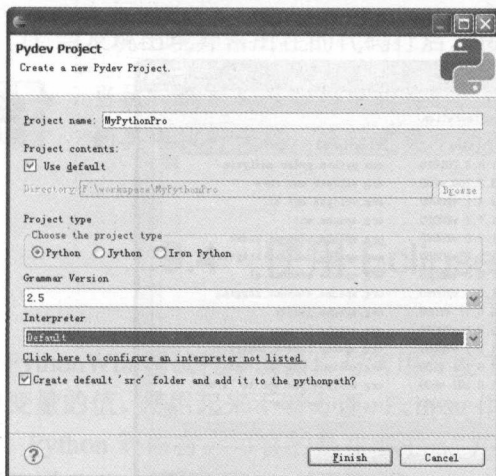 Pydev Project
Create a new Pydev Project.
Project name: MyPythonPro
Project contents:
Use default
Directory F:\workspace\MyPythonPro Browse
Project type
Choose the project type
Python Jython Iron Python
Grammar Version
2.5
Interpreter
Default
Click here to configure an interpreter not listed.
Create default 'src' folder and add it to the pythonpath?
? Finish Cancel